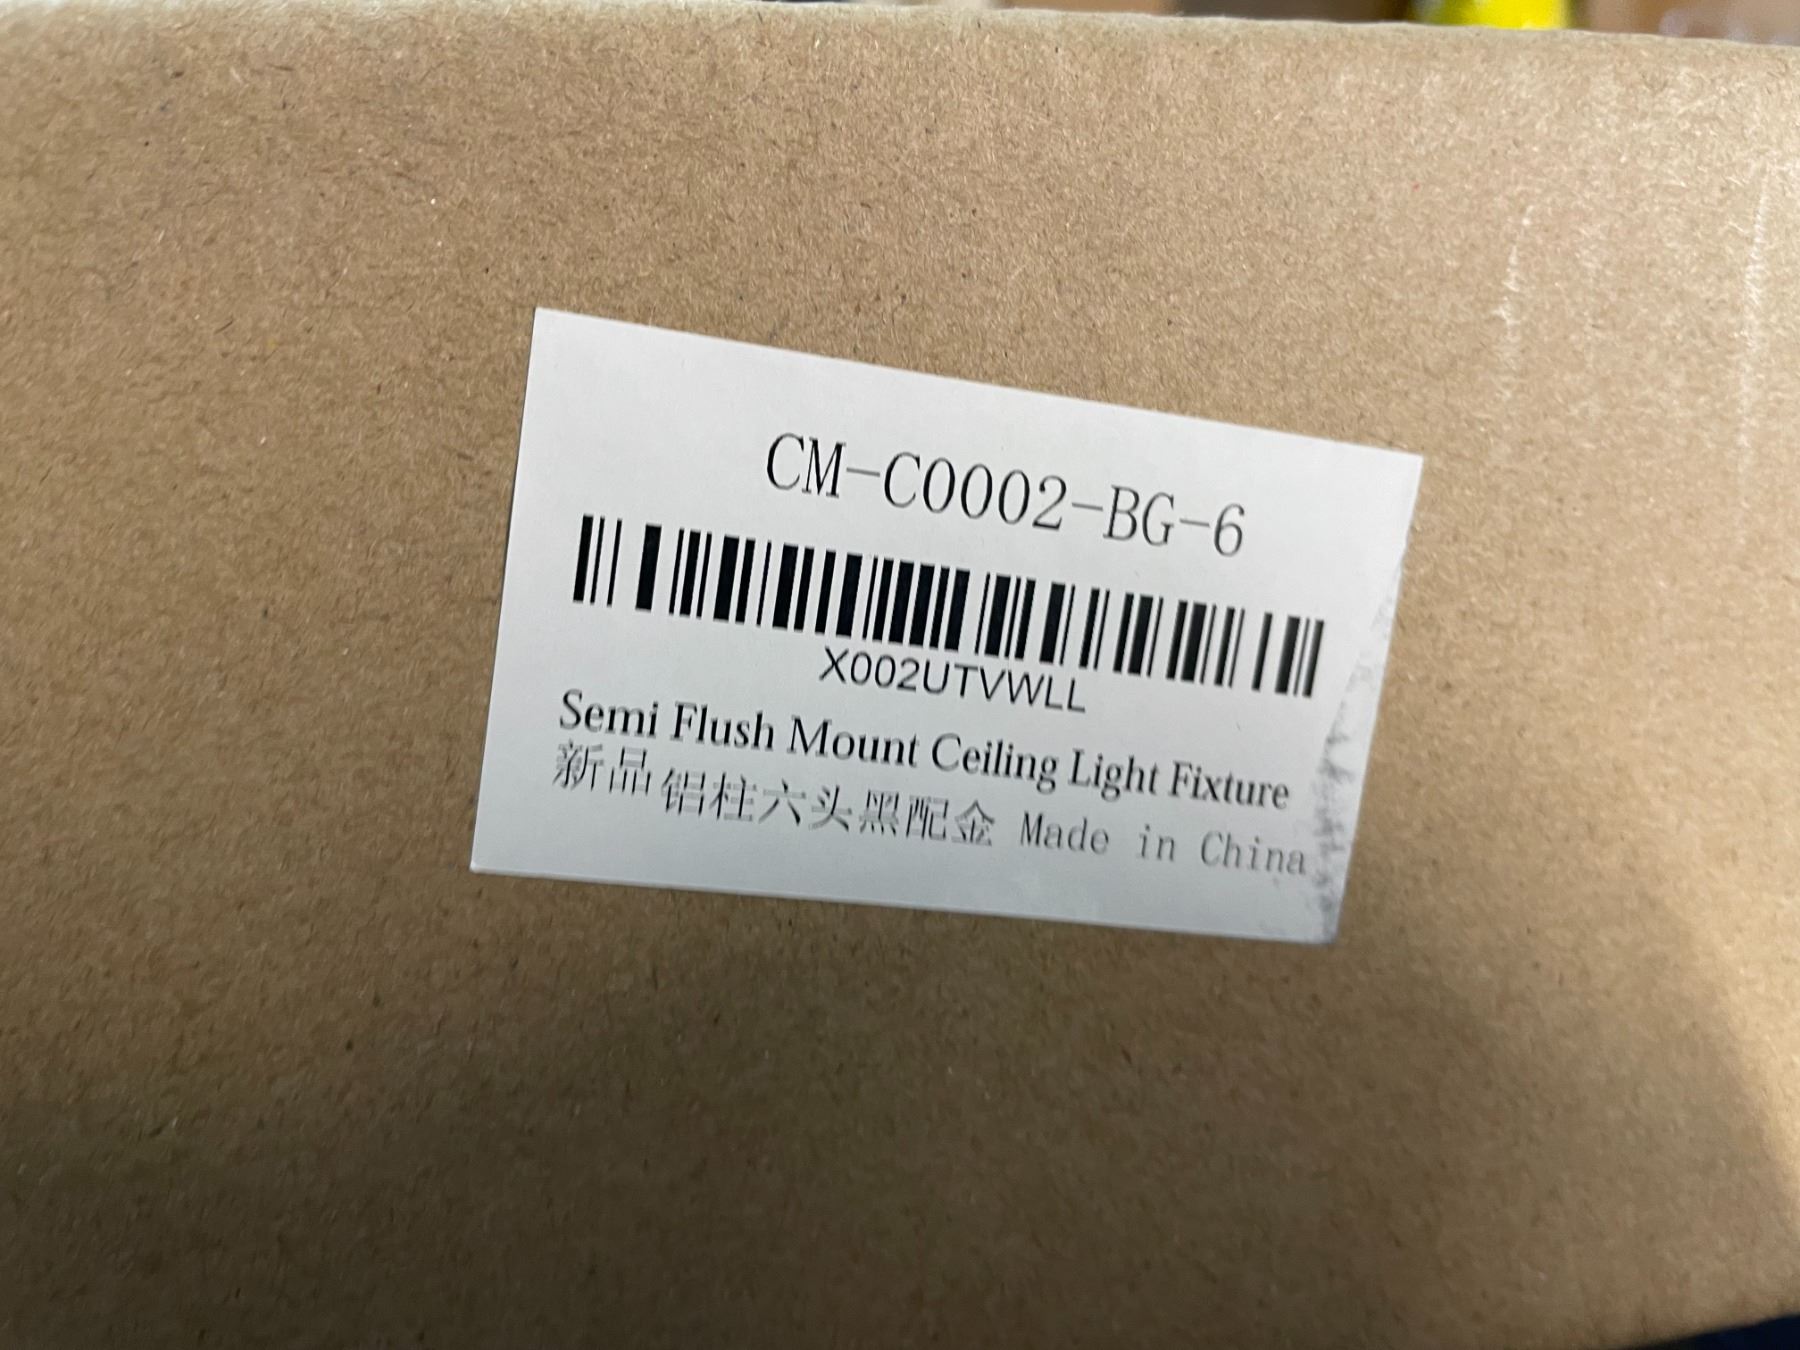 CM-C0002-BG-6
X002UTVWLL
Semi Flush Mount Ceiling Light Fixture
新品 铝柱六头黑配金 Made in China